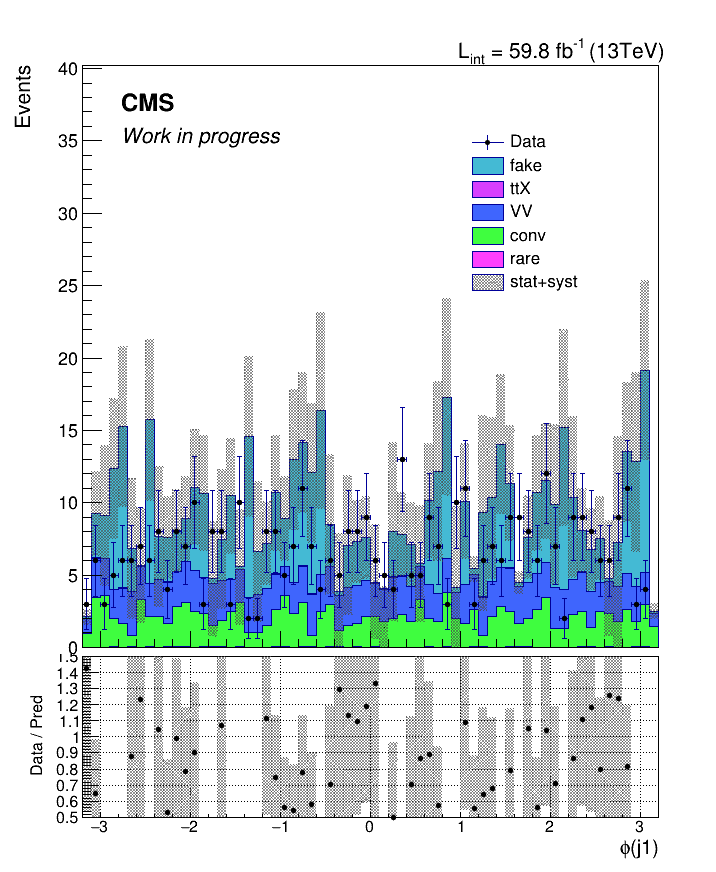 L_int = 59.8 fb^-1 (13TeV)
Events
40
35
30
25
20
15
10
5
0
CMS
Work in progress
Data
fake
ttX
VV
conv
rare
stat+syst
Data / Pred
1.5
1.4
1.3
1.2
1.1
1
0.9
0.8
0.7
0.6
0.5
−3 −2 −1 0 1 2 3
ϕ(j1)